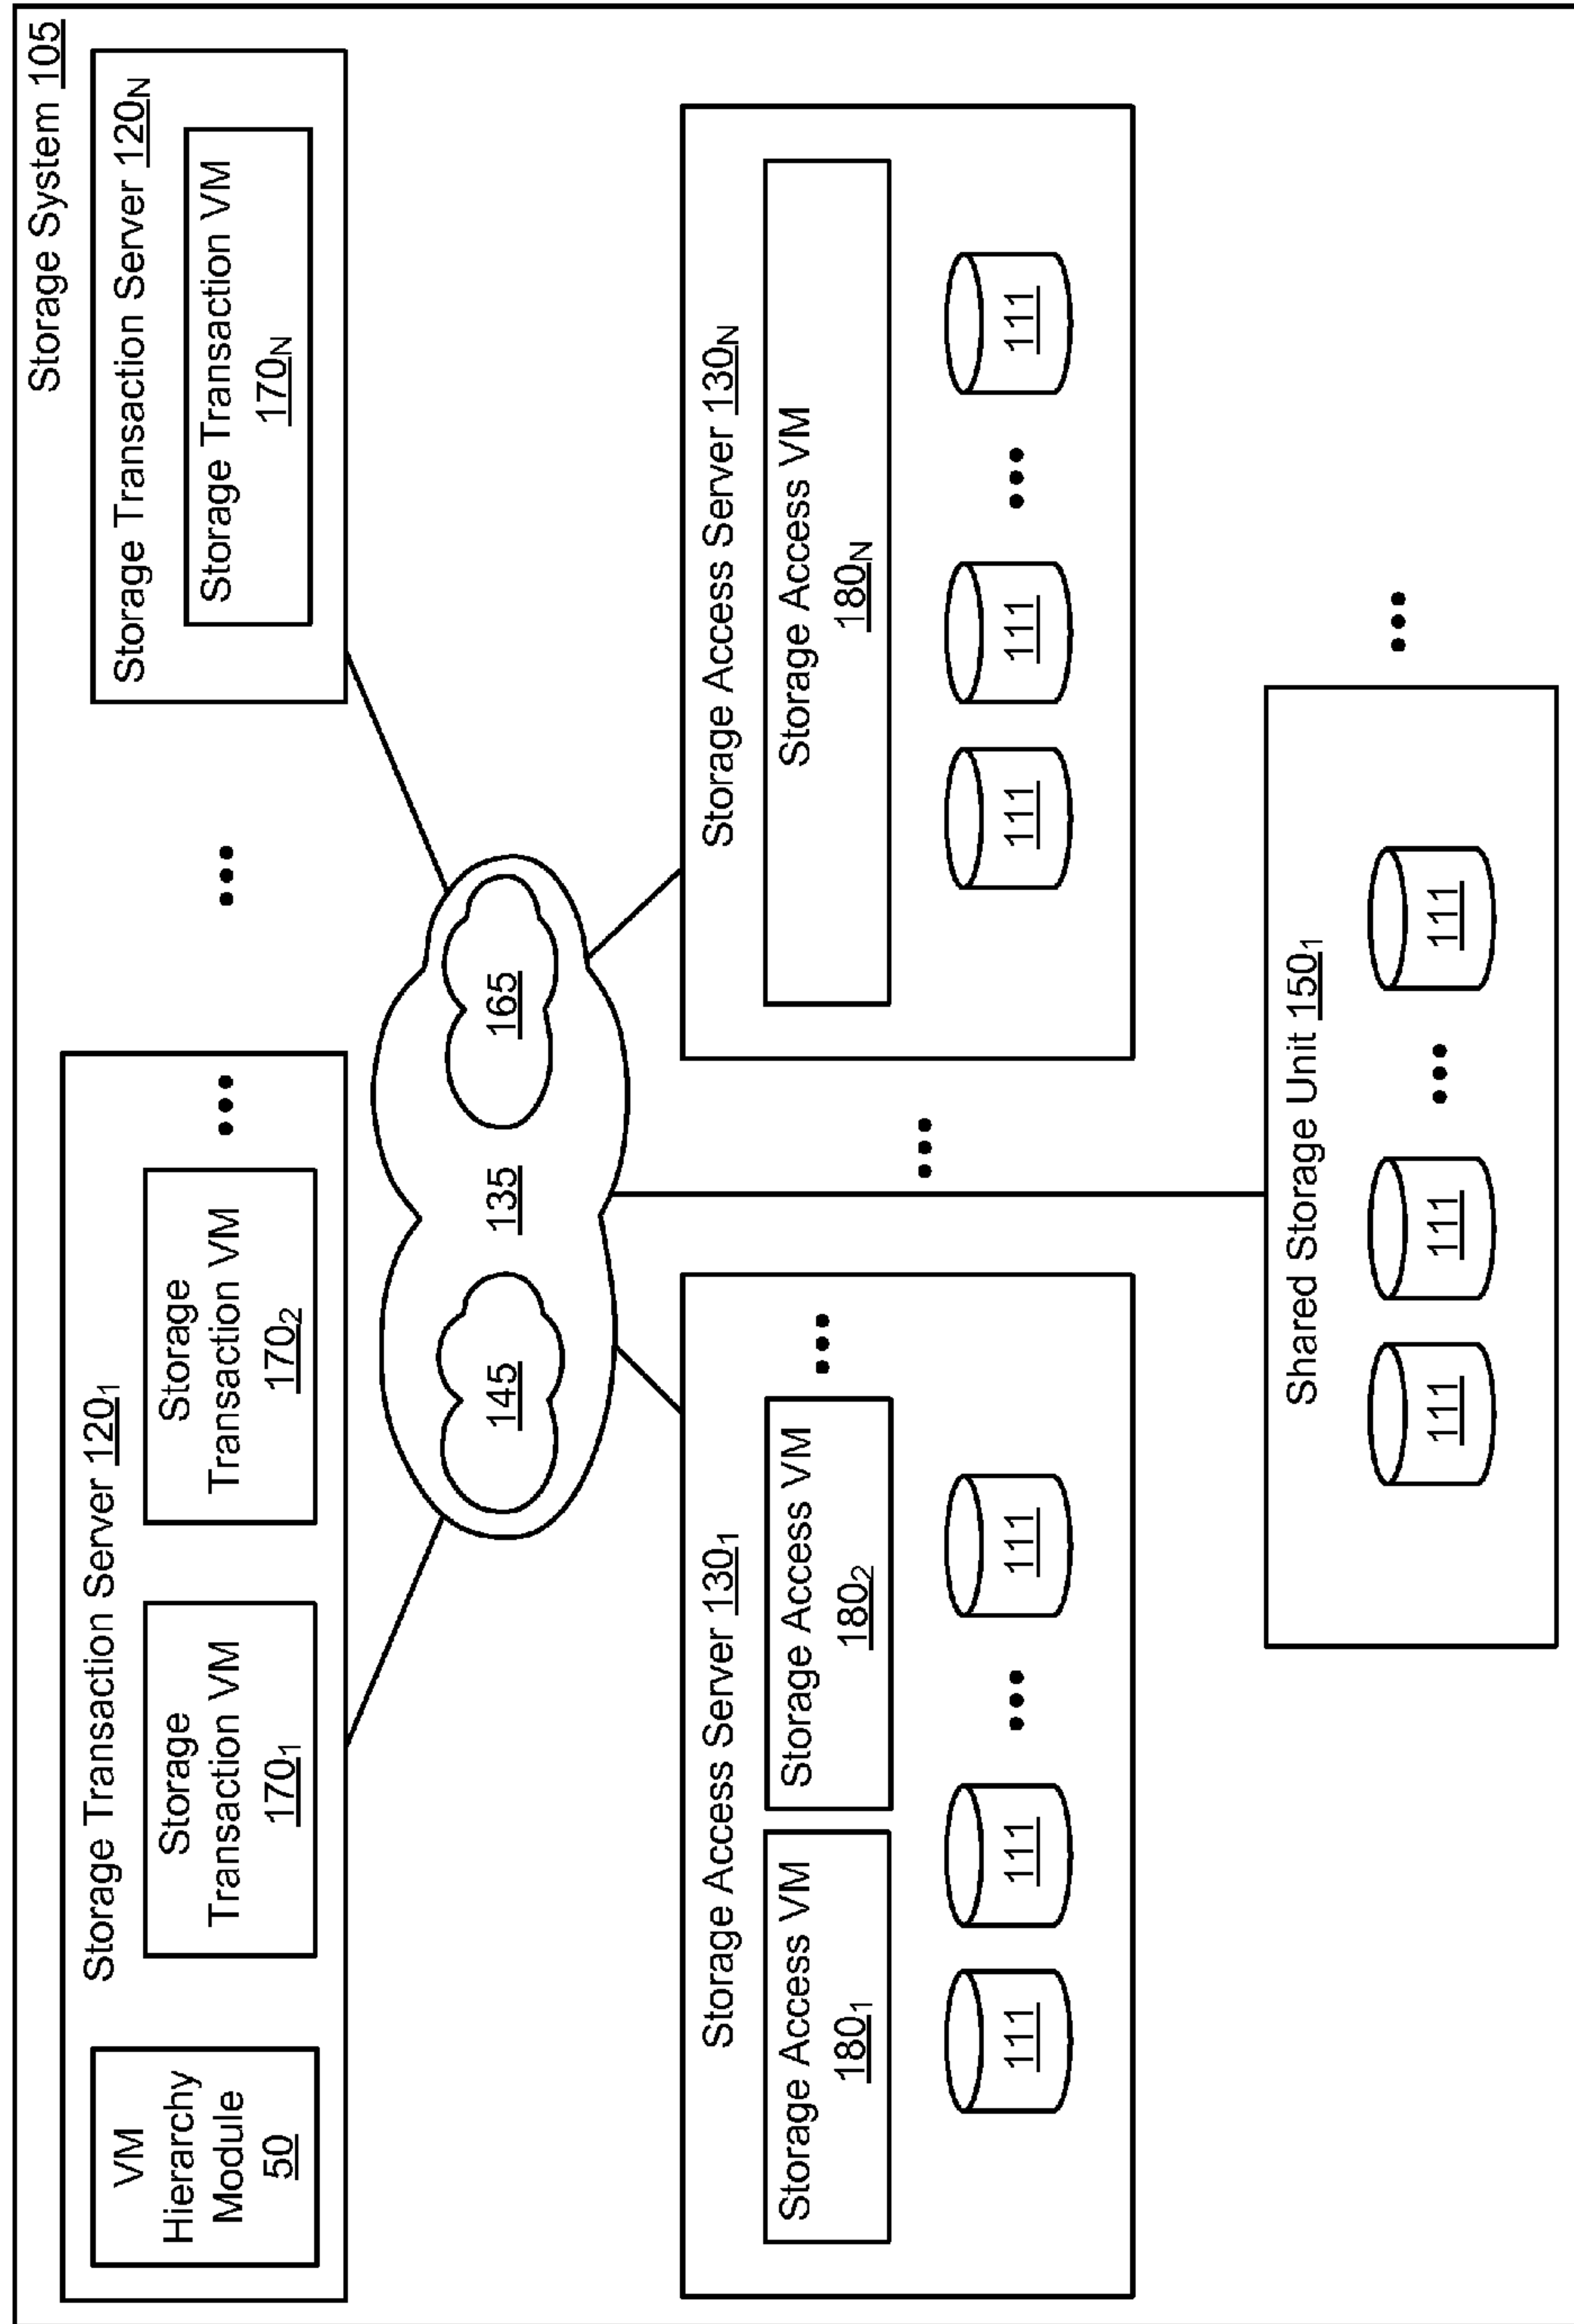 Storage System 105
Storage Transaction Server 120₁
VM
Hierarchy
Module
50
Storage
Transaction VM
170₁
Storage
Transaction VM
170₂
•••
•••
Storage Transaction Server 120N
Storage Transaction VM
170N
145
135
165
Storage Access Server 130₁
Storage Access VM
180₁
Storage Access VM
180₂
•••
111
111
•••
111
•••
Storage Access Server 130N
Storage Access VM
180N
111
111
•••
111
Shared Storage Unit 150₁
111
111
•••
111
•••